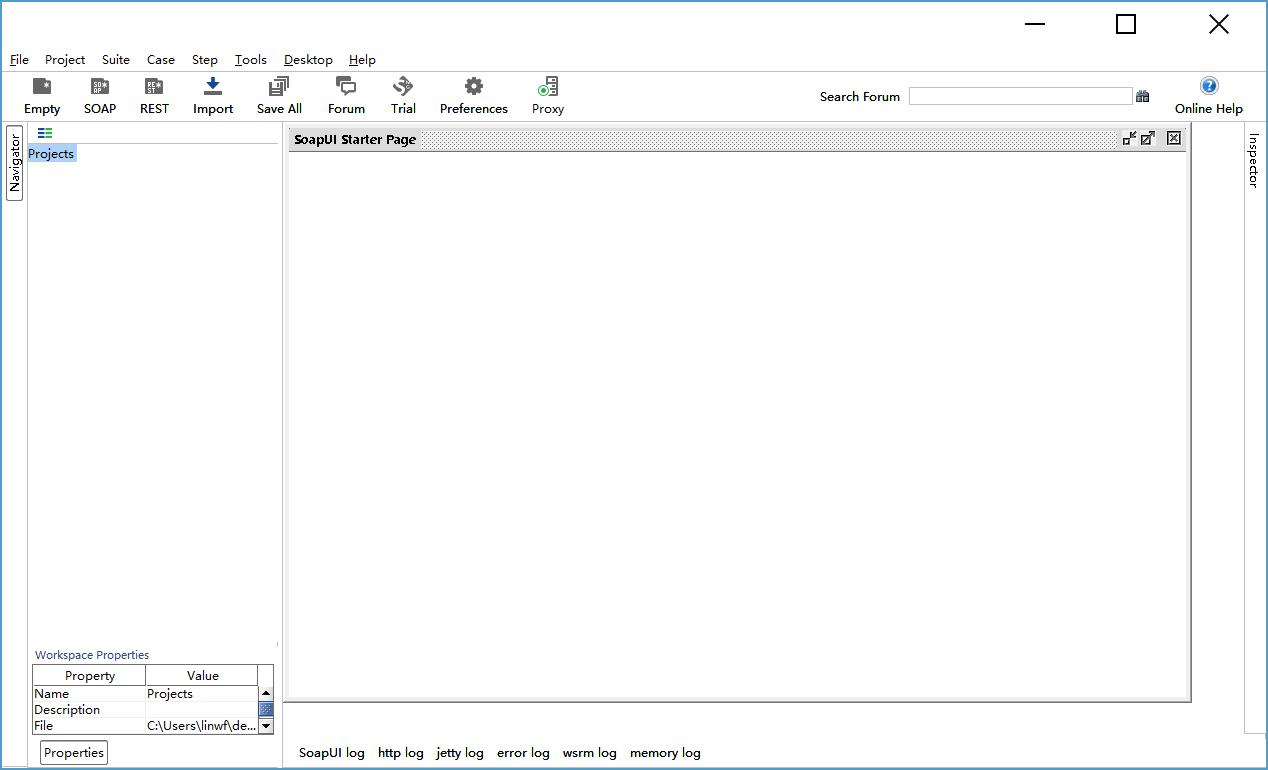 File Project Suite Case Step Tools Desktop Help
Empty SOAP REST Import Save All Forum Trial Preferences Proxy Search Forum Online Help
Navigator
Projects
SoapUI Starter Page
Inspector
Workspace Properties
Property Value
Name Projects
Description
File C:\Users\linwf\de...
Properties
SoapUI log http log jetty log error log wsrm log memory log